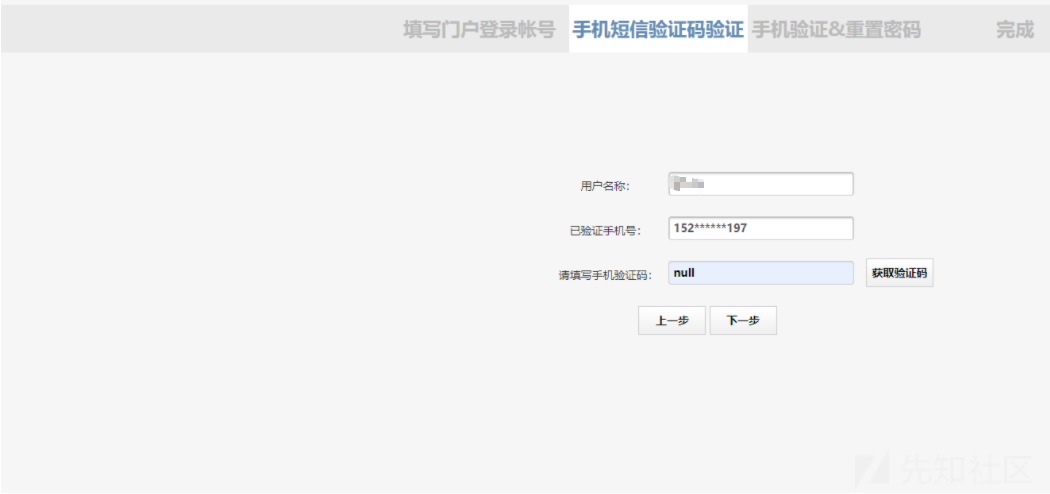 填写门户登录帐号 手机短信验证码验证 手机验证&重置密码 完成
用户名称：
已验证手机号： 152******197
请填写手机验证码： null 获取验证码
上一步 下一步
先知社区